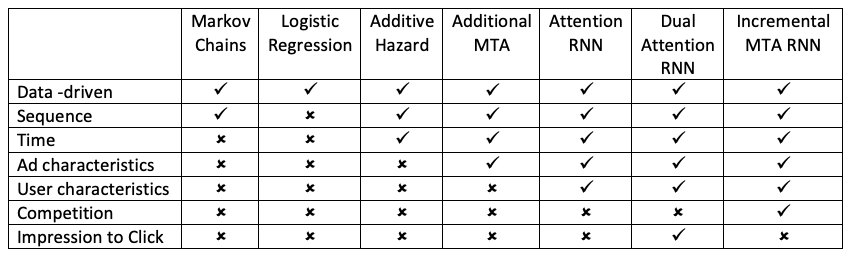 Markov Chains Logistic Regression Additive Hazard Additional MTA Attention RNN Dual Attention RNN Incremental MTA RNN
Data -driven ✓ ✓ ✓ ✓ ✓ ✓ ✓
Sequence ✓ × ✓ ✓ ✓ ✓ ✓
Time × × ✓ ✓ ✓ ✓ ✓
Ad characteristics × × × ✓ ✓ ✓ ✓
User characteristics × × × × ✓ ✓ ✓
Competition × × × × × × ✓
Impression to Click × × × × × ✓ ×